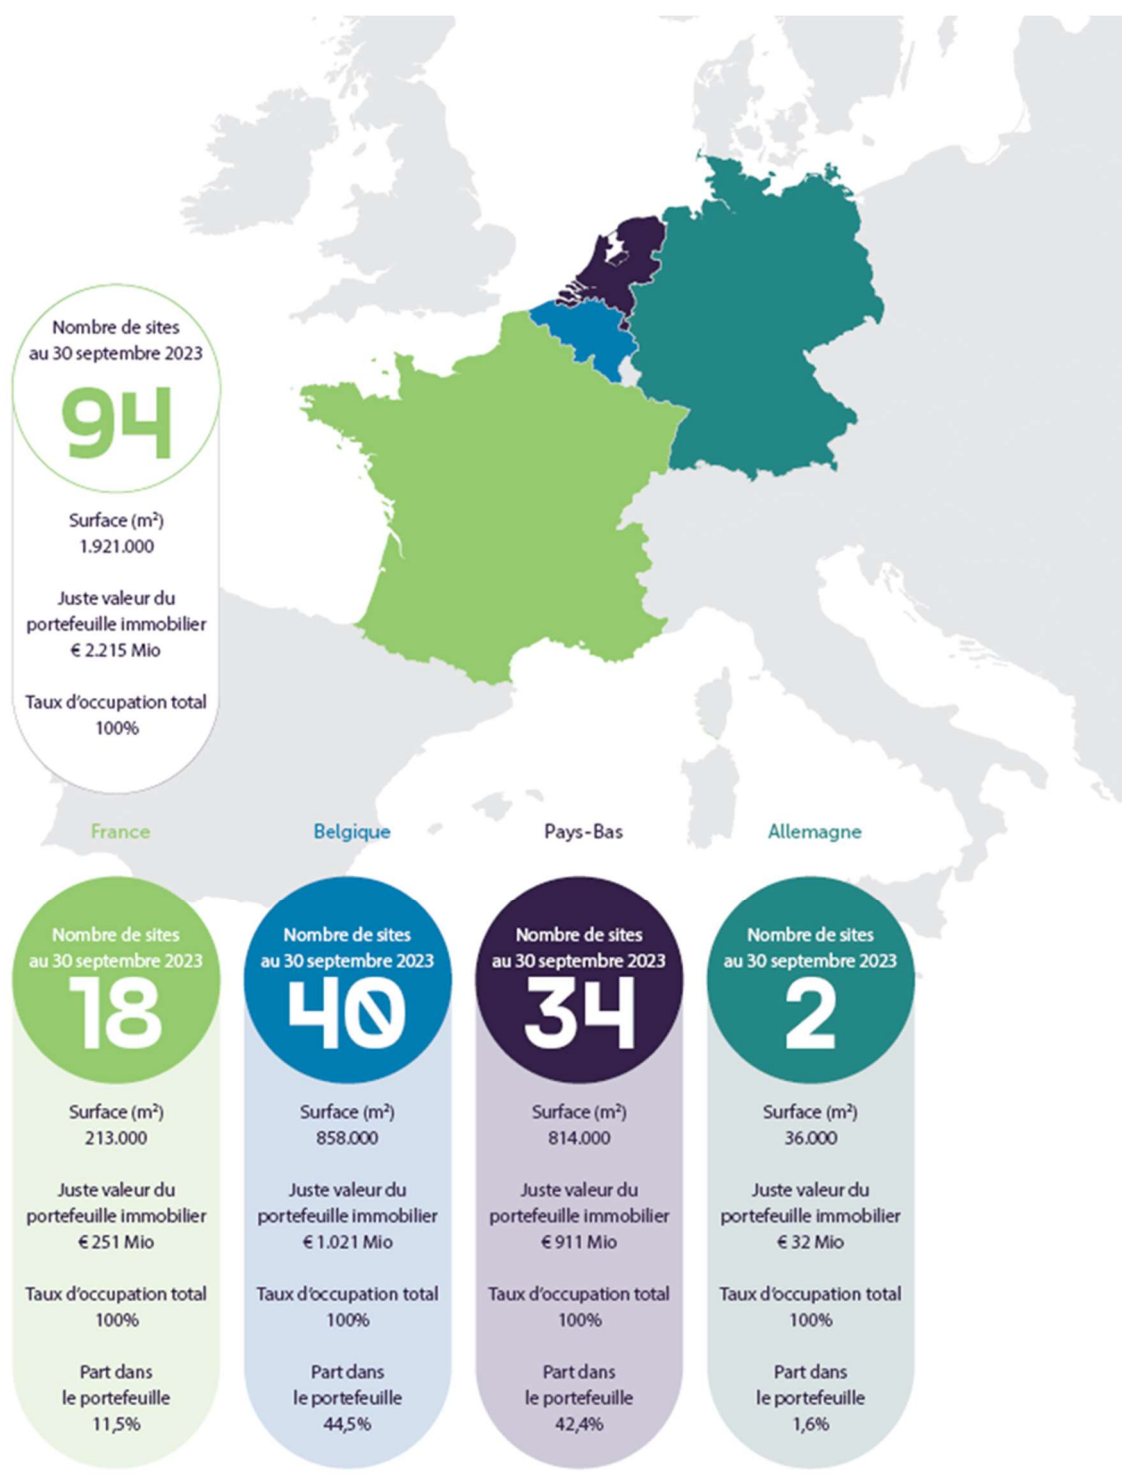 Nombre de sites
au 30 septembre 2023
94
Surface (m²)
1.921.000
Juste valeur du
portefeuille immobilier
€ 2.215 Mio
Taux d'occupation total
100%
France
Nombre de sites
au 30 septembre 2023
18
Surface (m²)
213.000
Juste valeur du
portefeuille immobilier
€ 251 Mio
Taux d'occupation total
100%
Part dans
le portefeuille
11,5%
Belgique
Nombre de sites
au 30 septembre 2023
40
Surface (m²)
858.000
Juste valeur du
portefeuille immobilier
€ 1.021 Mio
Taux d'occupation total
100%
Part dans
le portefeuille
44,5%
Pays-Bas
Nombre de sites
au 30 septembre 2023
34
Surface (m²)
814.000
Juste valeur du
portefeuille immobilier
€ 911 Mio
Taux d'occupation total
100%
Part dans
le portefeuille
42,4%
Allemagne
Nombre de sites
au 30 septembre 2023
2
Surface (m²)
36.000
Juste valeur du
portefeuille immobilier
€ 32 Mio
Taux d'occupation total
100%
Part dans
le portefeuille
1,6%